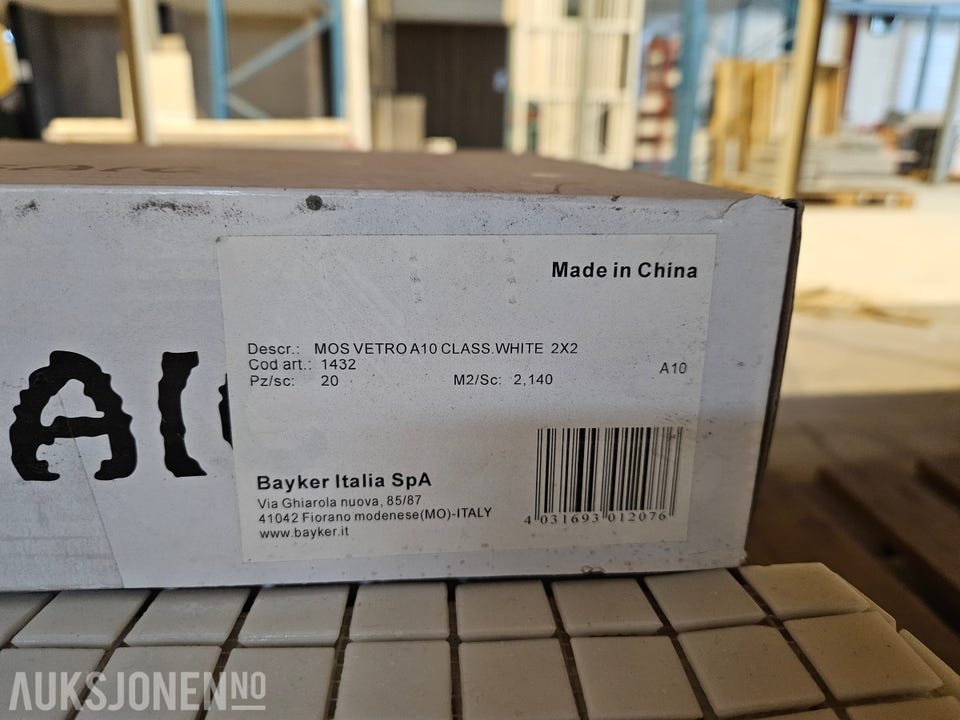 Made in China
Descr.: MOS VETRO A10 CLASS.WHITE 2X2
Cod art.: 1432
Pz/sc: 20 M2/Sc: 2,140
A10
AI
Bayker Italia SpA
Via Ghiarola nuova, 85/87
41042 Fiorano modenese(MO)-ITALY
www.bayker.it
4 031693 012076
AUKSJONEN NO